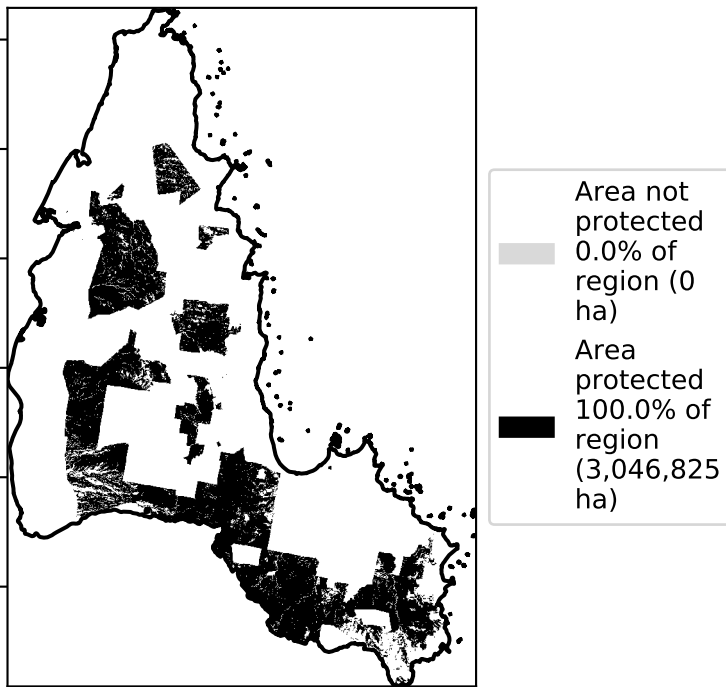 Area not
protected
0.0% of
region (0
ha)
Area
protected
100.0% of
region
(3,046,825
ha)